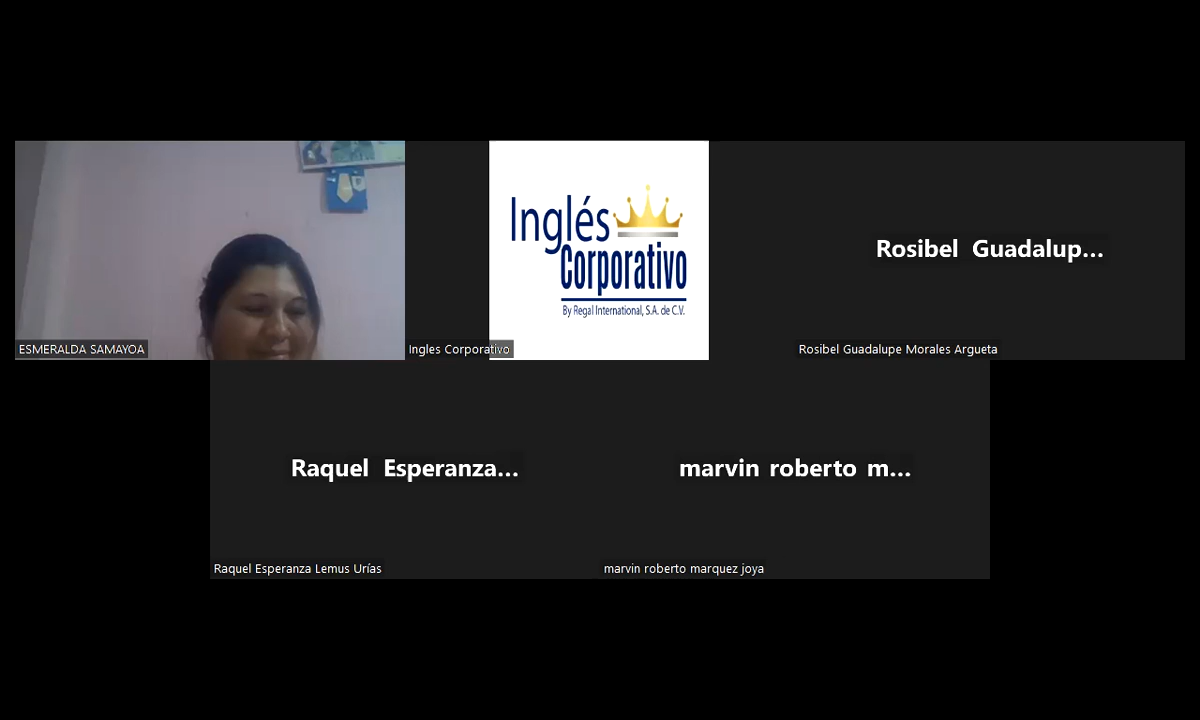 Inglés
Corporativo
By Regal International, S.A. de C.V.
Rosibel Guadalup...
ESMERALDA SAMAYOA
Ingles Corporativo
Rosibel Guadalupe Morales Argueta
Raquel Esperanza...
marvin roberto m...
Raquel Esperanza Lemus Urías
marvin roberto marquez joya